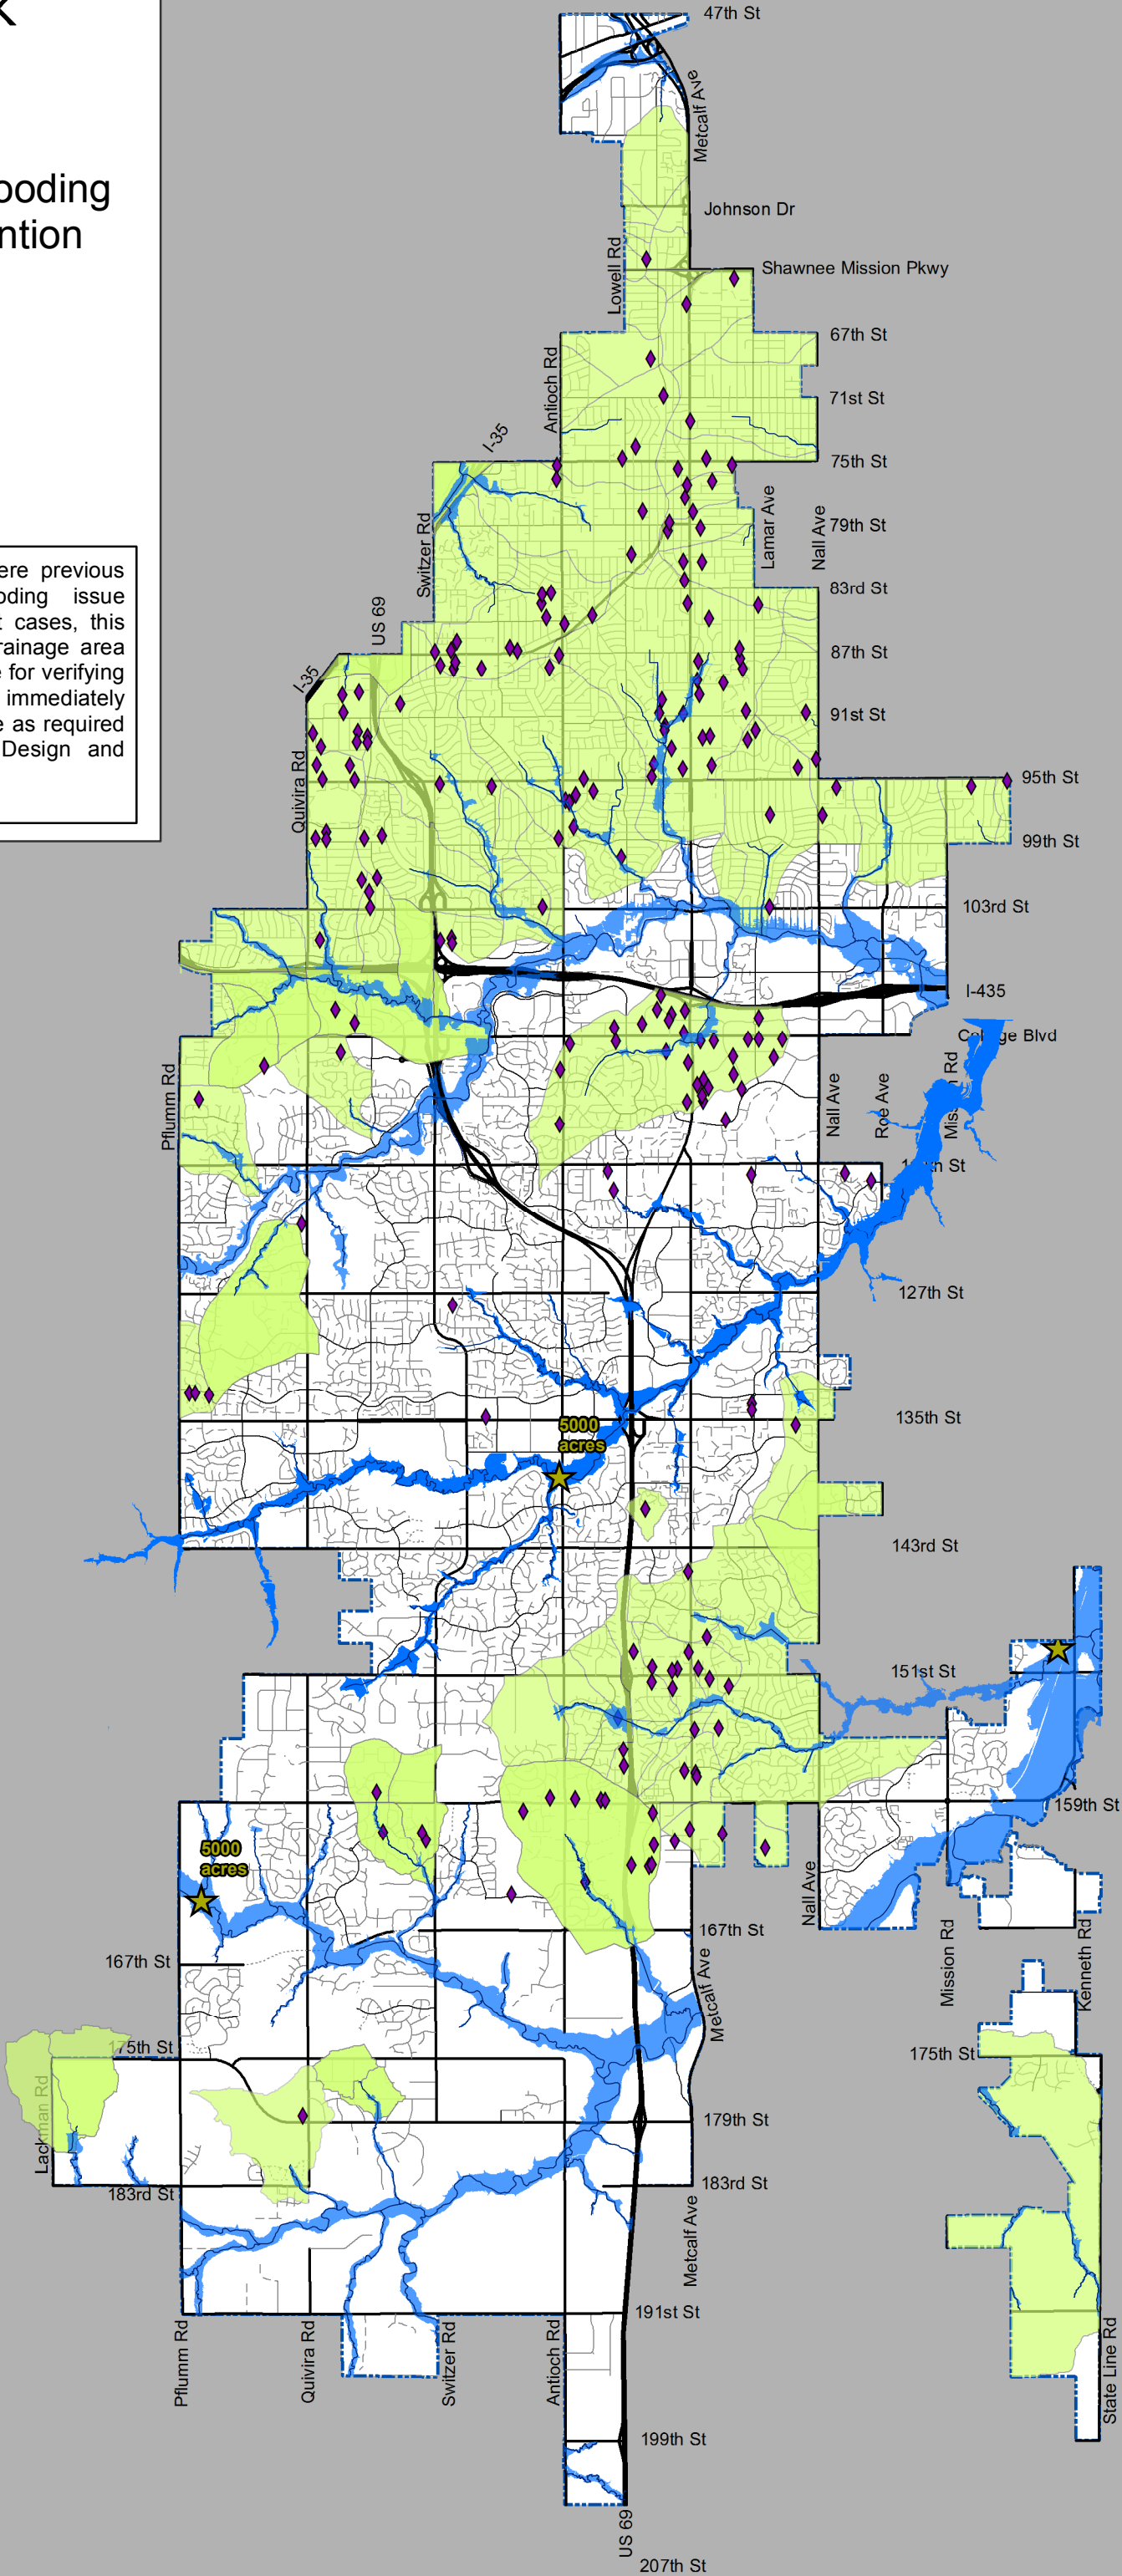 ooding
ntion
ere previous
oding issue
t cases, this
rainage area
e for verifying
immediately
e as required
Design and
47th St
Metcalf Ave
Johnson Dr
Lowell Rd
Shawnee Mission Pkwy
67th St
Antioch Rd
71st St
I-35
75th St
Switzer Rd
Lamar Ave
Nall Ave
79th St
83rd St
US 69
87th St
I-35
91st St
Quivira Rd
95th St
99th St
103rd St
I-435
Blvd
Pflumm Rd
Nall Ave
Roe Ave
Rd
St
127th St
135th St
5000
acres
143rd St
151st St
159th St
5000
acres
Nall Ave
167th St
Mission Rd
Kenneth Rd
167th St
Metcalf Ave
175th St
175th St
Lackman Rd
179th St
183rd St
183rd St
Metcalf Ave
191st St
Pflumm Rd
Quivira Rd
Switzer Rd
Antioch Rd
State Line Rd
199th St
US 69
207th St